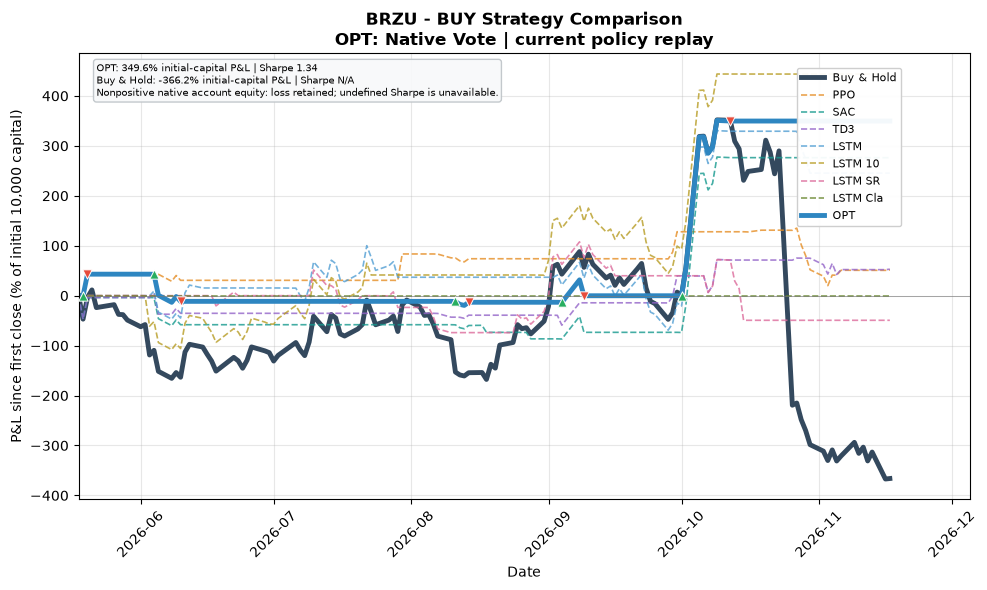 BRZU - BUY Strategy Comparison
OPT: Native Vote | current policy replay
OPT: 349.6% initial-capital P&L | Sharpe 1.34
Buy & Hold: -366.2% initial-capital P&L | Sharpe N/A
Nonpositive native account equity: loss retained; undefined Sharpe is unavailable.
Buy & Hold
PPO
SAC
TD3
LSTM
LSTM 10
LSTM SR
LSTM Cla
OPT
P&L since first close (% of initial 10,000 capital)
400
300
200
100
0
−100
−200
−300
−400
2026-06
2026-07
2026-08
2026-09
2026-10
2026-11
2026-12
Date